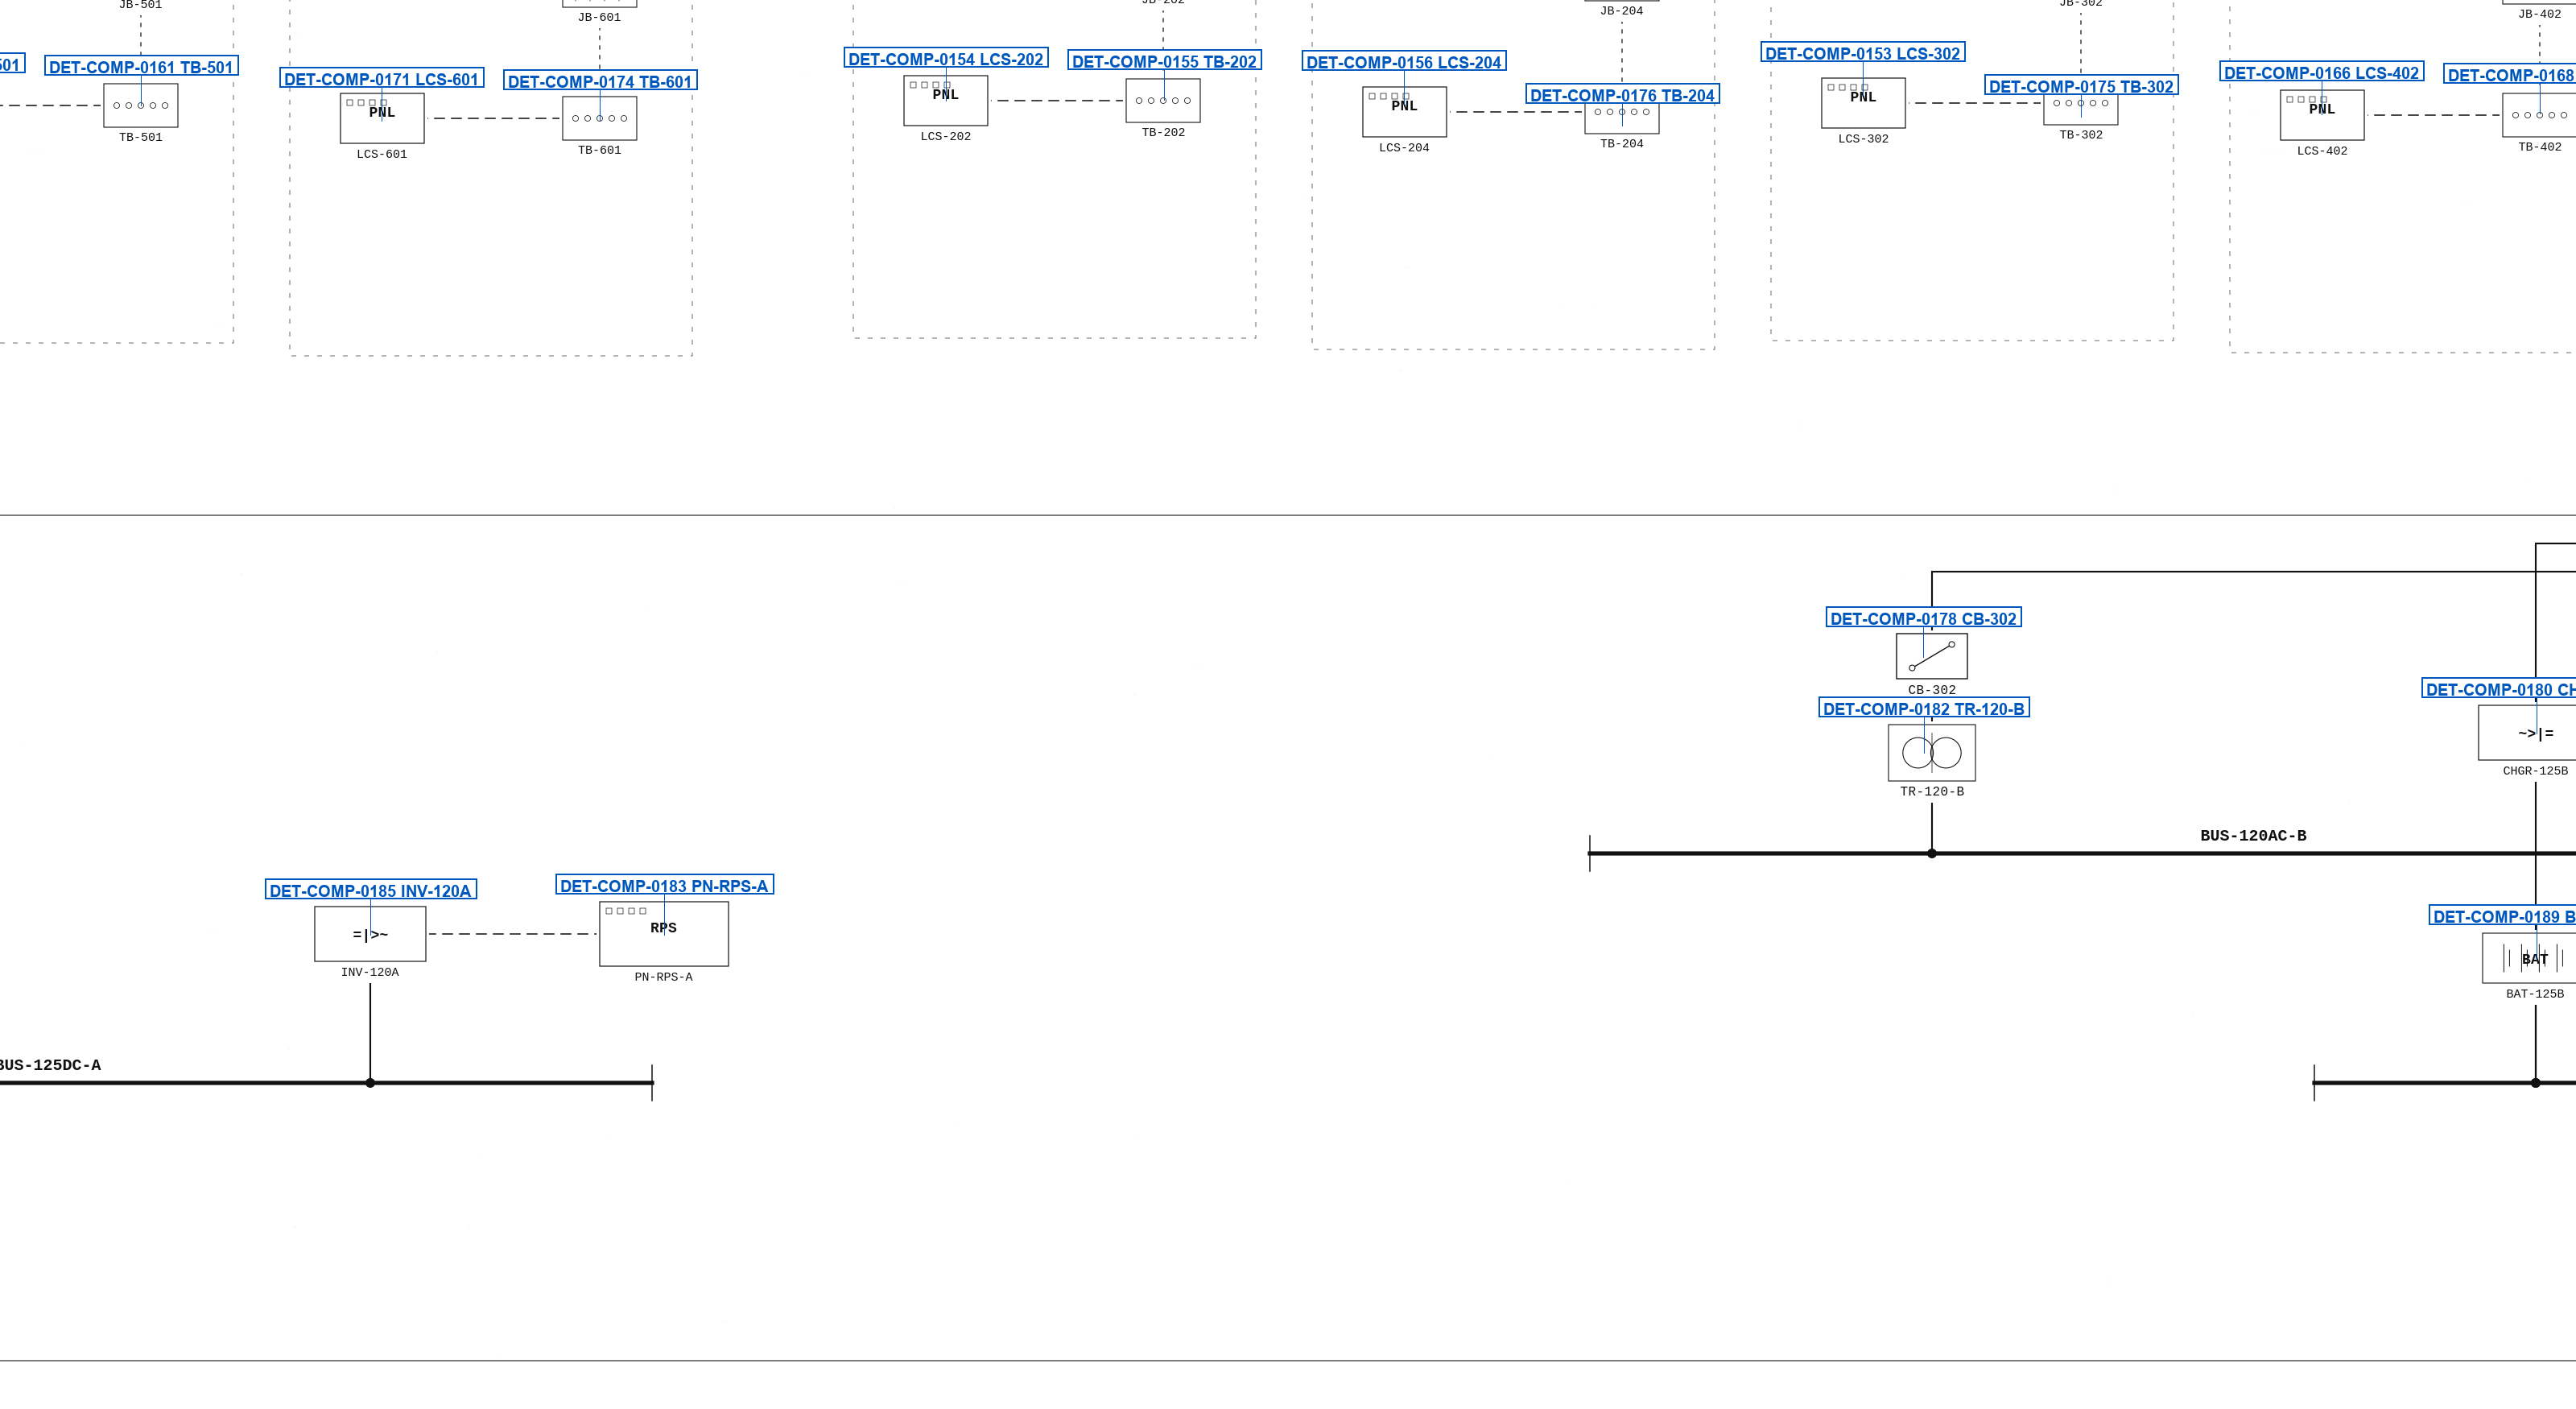 JB-501
JB-601
JB-202
JB-204
JB-302
JB-402
501
DET-COMP-0161 TB-501
DET-COMP-0171 LCS-601
DET-COMP-0174 TB-601
DET-COMP-0154 LCS-202
DET-COMP-0155 TB-202
DET-COMP-0156 LCS-204
DET-COMP-0176 TB-204
DET-COMP-0153 LCS-302
DET-COMP-0175 TB-302
DET-COMP-0166 LCS-402
DET-COMP-0168
PNL
PNL
PNL
PNL
PNL
TB-501
LCS-601
TB-601
LCS-202
TB-202
LCS-204
TB-204
LCS-302
TB-302
LCS-402
TB-402
DET-COMP-0178 CB-302
CB-302
DET-COMP-0182 TR-120-B
TR-120-B
DET-COMP-0180 CH
~>|=
CHGR-125B
BUS-120AC-B
DET-COMP-0185 INV-120A
=|>~
INV-120A
DET-COMP-0183 PN-RPS-A
RPS
PN-RPS-A
DET-COMP-0189 B
BAT
BAT-125B
BUS-125DC-A